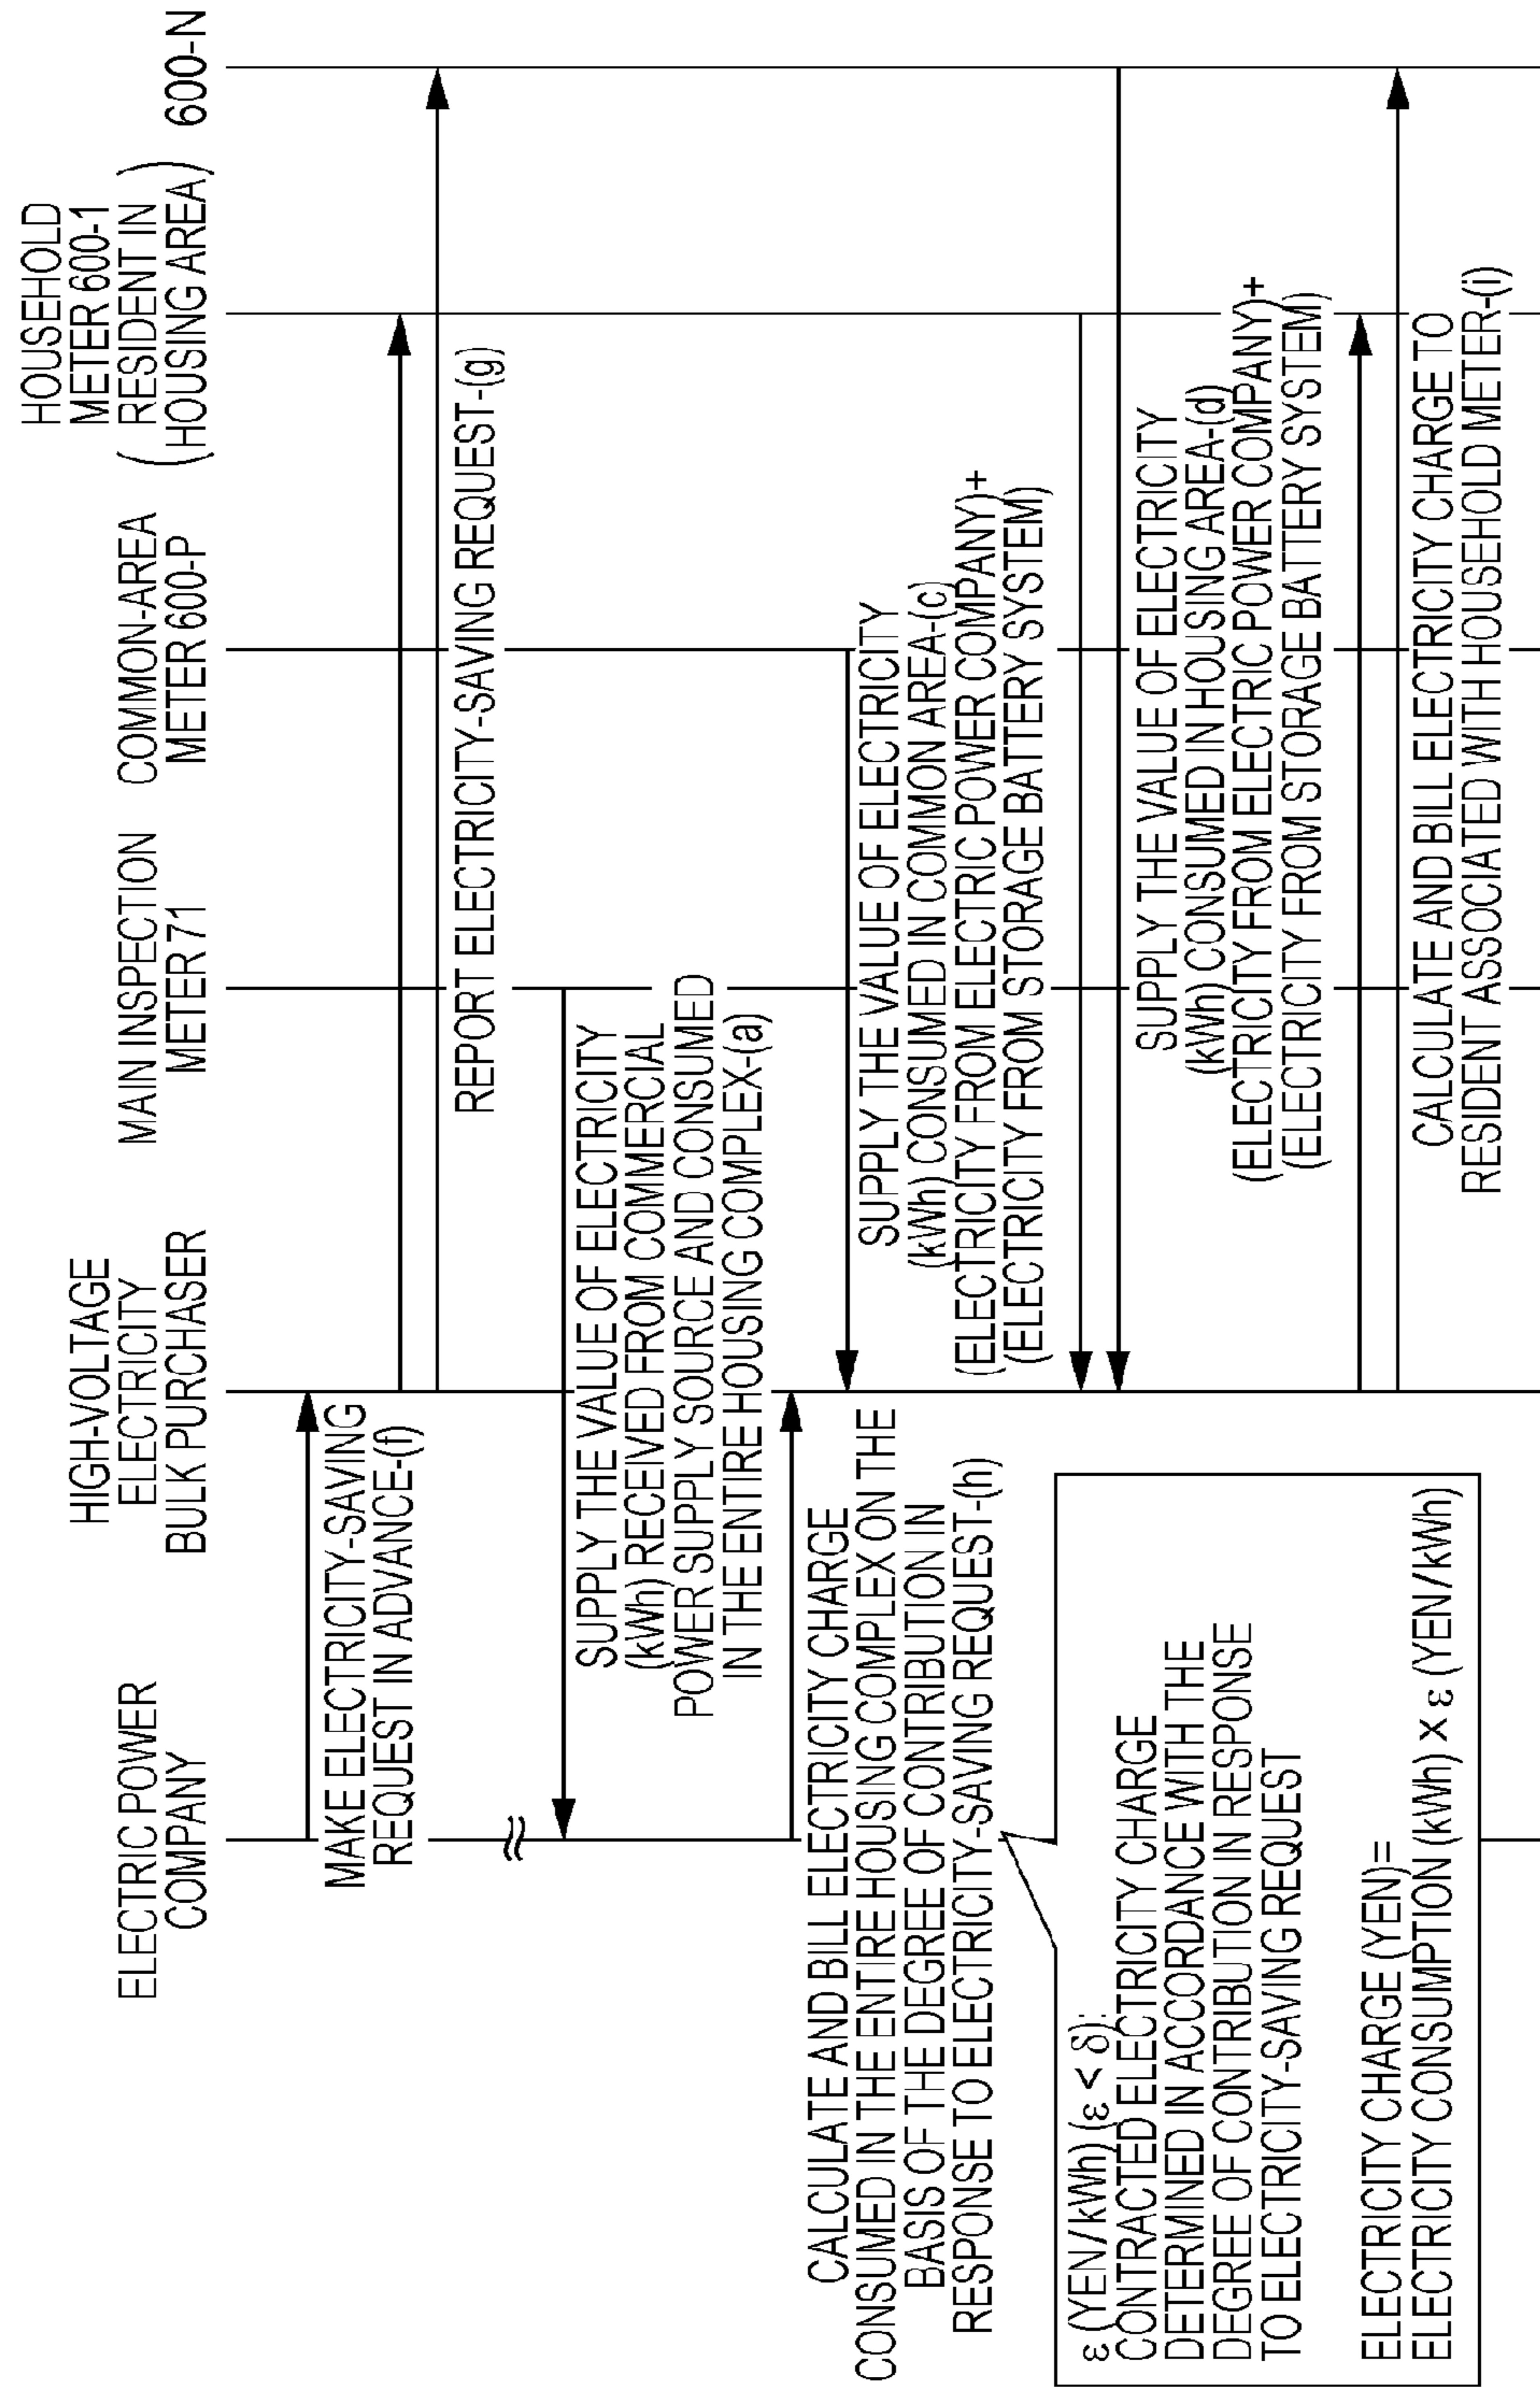 ELECTRIC POWER
COMPANY
HIGH-VOLTAGE
ELECTRICITY
BULK PURCHASER
MAIN INSPECTION
METER 71
COMMON-AREA
METER 600-P
HOUSEHOLD
METER 600-1
(RESIDENT IN
HOUSING AREA)
600-N
MAKE ELECTRICITY-SAVING
REQUEST IN ADVANCE-(f)
REPORT ELECTRICITY-SAVING REQUEST-(g)
SUPPLY THE VALUE OF ELECTRICITY
(kWh) RECEIVED FROM COMMERCIAL
POWER SUPPLY SOURCE AND CONSUMED
IN THE ENTIRE HOUSING COMPLEX-(a)
CALCULATE AND BILL ELECTRICITY CHARGE
CONSUMED IN THE ENTIRE HOUSING COMPLEX ON THE
BASIS OF THE DEGREE OF CONTRIBUTION IN
RESPONSE TO ELECTRICITY-SAVING REQUEST-(h)
SUPPLY THE VALUE OF ELECTRICITY
(kWh) CONSUMED IN COMMON AREA-(c)
(ELECTRICITY FROM ELECTRIC POWER COMPANY)+
(ELECTRICITY FROM STORAGE BATTERY SYSTEM)
SUPPLY THE VALUE OF ELECTRICITY
(kWh) CONSUMED IN HOUSING AREA-(d)
(ELECTRICITY FROM ELECTRIC POWER COMPANY)+
(ELECTRICITY FROM STORAGE BATTERY SYSTEM)
CALCULATE AND BILL ELECTRICITY CHARGE TO
RESIDENT ASSOCIATED WITH HOUSEHOLD METER-(i)
ε (YEN/kWh) (ε < δ):
CONTRACTED ELECTRICITY CHARGE
DETERMINED IN ACCORDANCE WITH THE
DEGREE OF CONTRIBUTION IN RESPONSE
TO ELECTRICITY-SAVING REQUEST
ELECTRICITY CHARGE (YEN)=
ELECTRICITY CONSUMPTION (kWh) × ε (YEN/kWh)